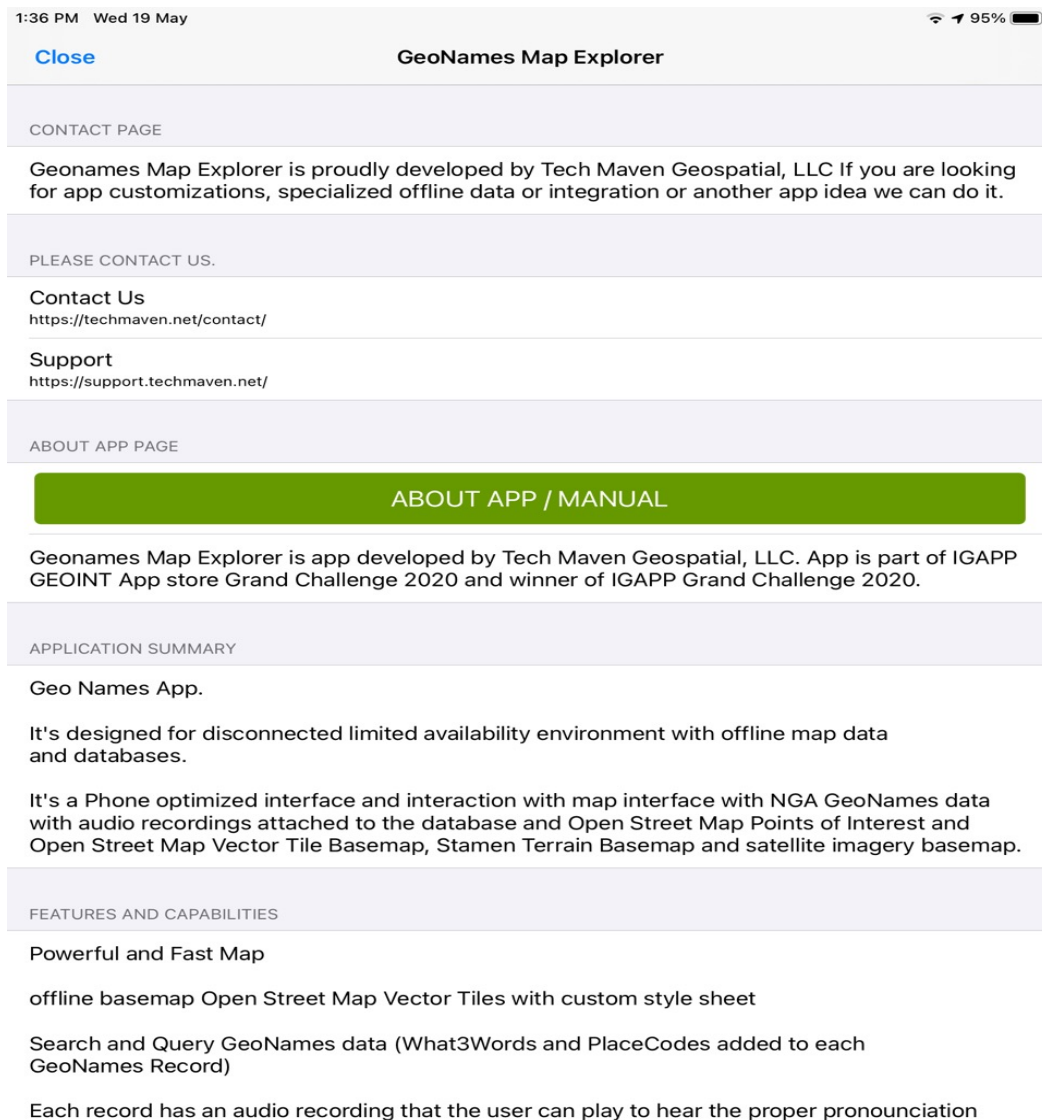 1:36 PM Wed 19 May 95%
Close GeoNames Map Explorer
CONTACT PAGE
Geonames Map Explorer is proudly developed by Tech Maven Geospatial, LLC If you are looking
for app customizations, specialized offline data or integration or another app idea we can do it.
PLEASE CONTACT US.
Contact Us
https://techmaven.net/contact/
Support
https://support.techmaven.net/
ABOUT APP PAGE
ABOUT APP / MANUAL
Geonames Map Explorer is app developed by Tech Maven Geospatial, LLC. App is part of IGAPP
GEOINT App store Grand Challenge 2020 and winner of IGAPP Grand Challenge 2020.
APPLICATION SUMMARY
Geo Names App.
It's designed for disconnected limited availability environment with offline map data
and databases.
It's a Phone optimized interface and interaction with map interface with NGA GeoNames data
with audio recordings attached to the database and Open Street Map Points of Interest and
Open Street Map Vector Tile Basemap, Stamen Terrain Basemap and satellite imagery basemap.
FEATURES AND CAPABILITIES
Powerful and Fast Map
offline basemap Open Street Map Vector Tiles with custom style sheet
Search and Query GeoNames data (What3Words and PlaceCodes added to each
GeoNames Record)
Each record has an audio recording that the user can play to hear the proper pronounciation